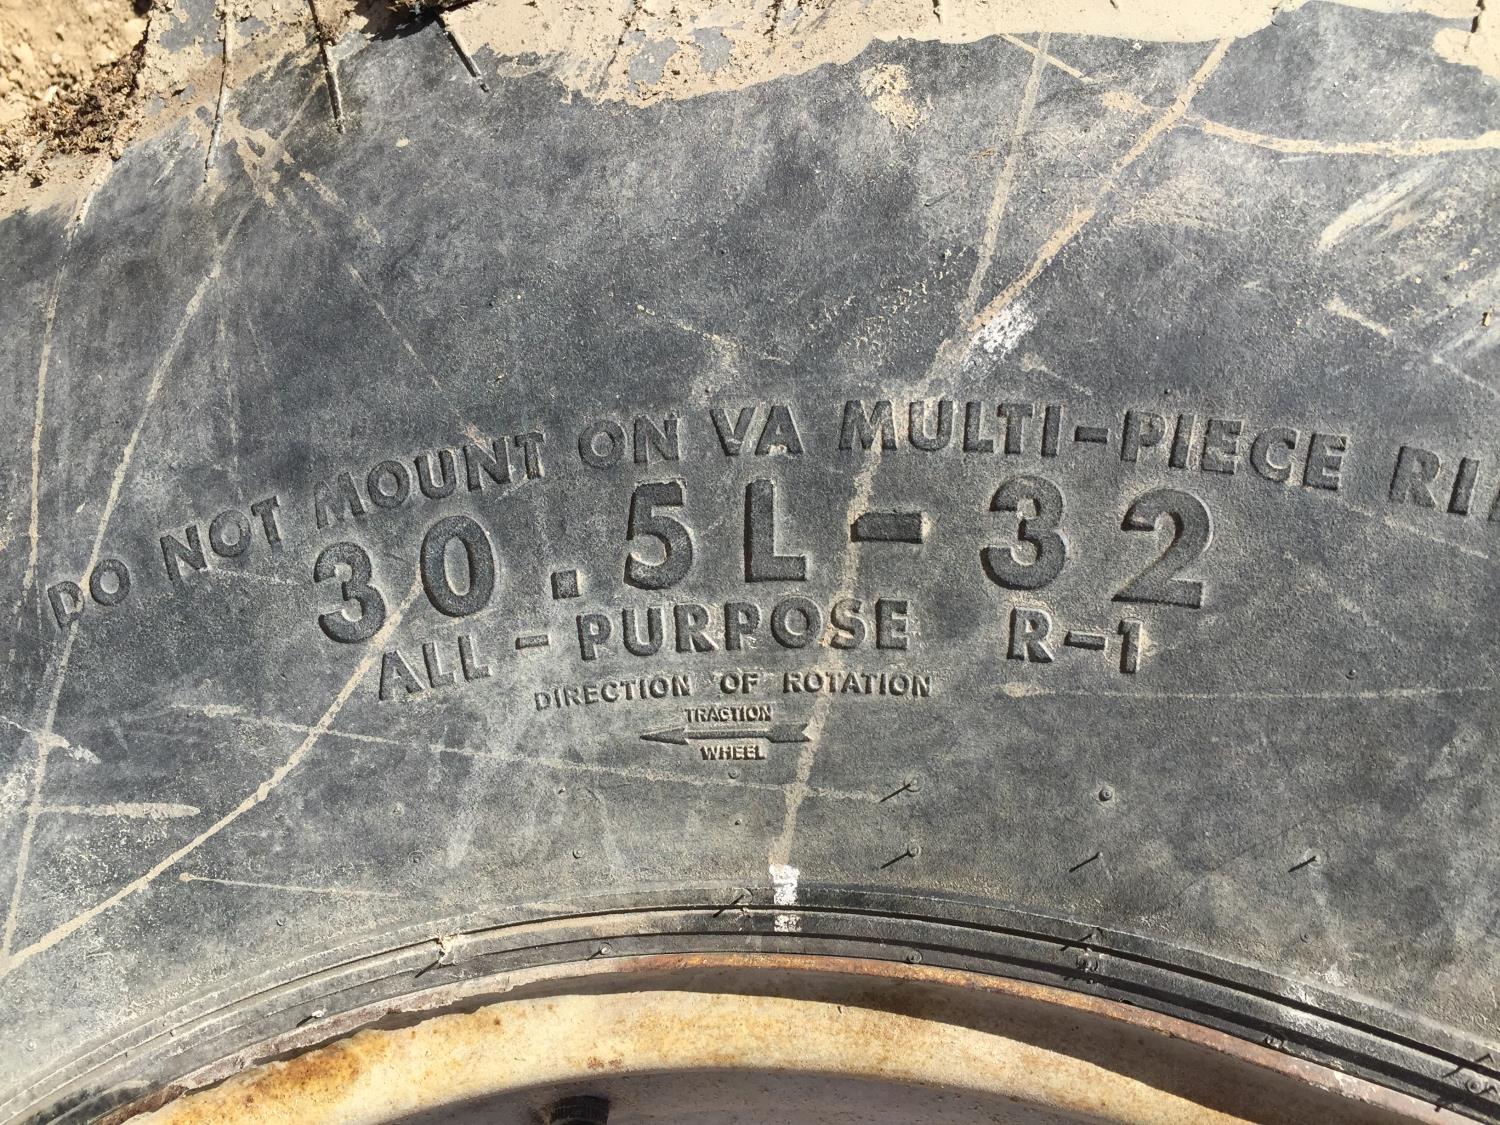 DO NOT MOUNT ON VA MULTI-PIECE
30.5L-32
ALL-PURPOSE R-1
DIRECTION OF ROTATION
TRACTION
WHEEL